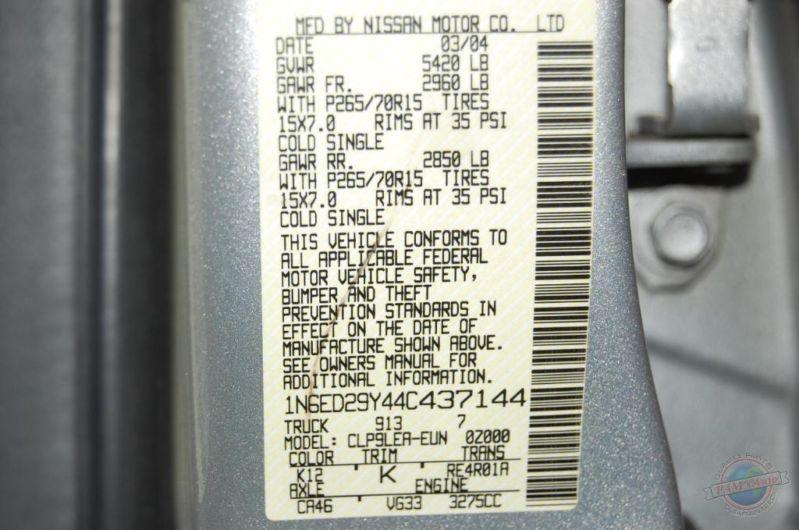 MFD BY NISSAN MOTOR CO. LTD
DATE 03/04
GVWR 5420 LB
GAWR FR. 2960 LB
WITH P265/70R15 TIRES
15X7.0 RIMS AT 35 PSI
COLD SINGLE
GAWR RR. 2850 LB
WITH P265/70R15 TIRES
15X7.0 RIMS AT 35 PSI
COLD SINGLE
THIS VEHICLE CONFORMS TO
ALL APPLICABLE FEDERAL
MOTOR VEHICLE SAFETY,
BUMPER AND THEFT
PREVENTION STANDARDS IN
EFFECT ON THE DATE OF
MANUFACTURE SHOWN ABOVE.
SEE OWNERS MANUAL FOR
ADDITIONAL CAUTIONS
1N6ED29Y44C437144
TRUCK 913 7
MODEL: CLP9LEA-EUN 0Z000
COLOR TRIM TRANS
K12 K RE4R01A
AXLE ENGINE
CA46 VG33 3275CC